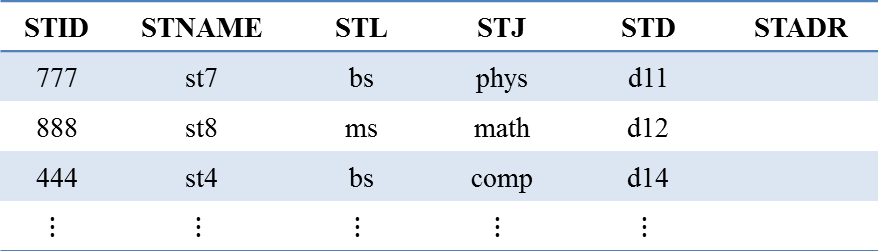 STID STNAME STL STJ STD STADR
777 st7 bs phys d11
888 st8 ms math d12
444 st4 bs comp d14
⋮ ⋮ ⋮ ⋮ ⋮